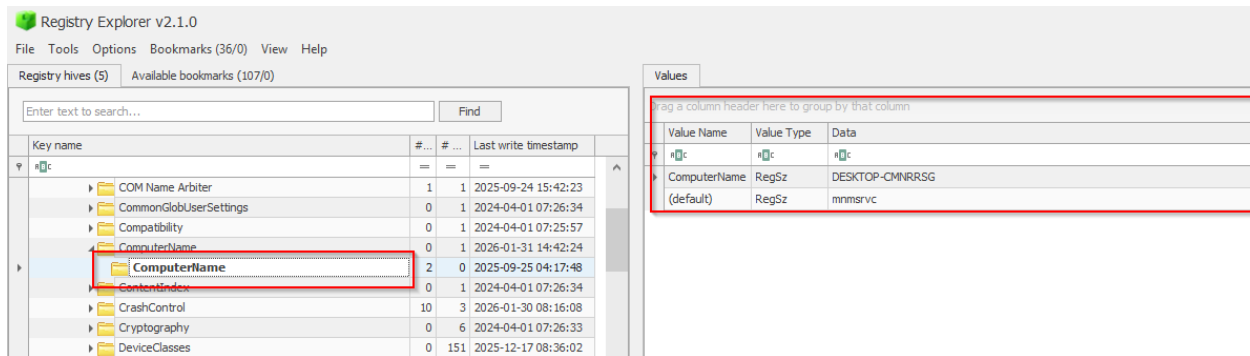 Registry Explorer v2.1.0
File Tools Options Bookmarks (36/0) View Help
Registry hives (5) Available bookmarks (107/0)
Enter text to search... Find
Key name #... # ... Last write timestamp
= = =
COM Name Arbiter 1 1 2025-09-24 15:42:23
CommonGlobUserSettings 0 1 2024-04-01 07:26:34
Compatibility 0 1 2024-04-01 07:25:57
ComputerName 0 1 2026-01-31 14:42:24
ComputerName 2 0 2025-09-25 04:17:48
ContentIndex 0 1 2024-04-01 07:26:34
CrashControl 10 3 2026-01-30 08:16:08
Cryptography 0 6 2024-04-01 07:26:33
DeviceClasses 0 151 2025-12-17 08:36:02
Values
Drag a column header here to group by that column
Value Name Value Type Data
ComputerName RegSz DESKTOP-CMNRRSG
(default) RegSz mnmsrvc